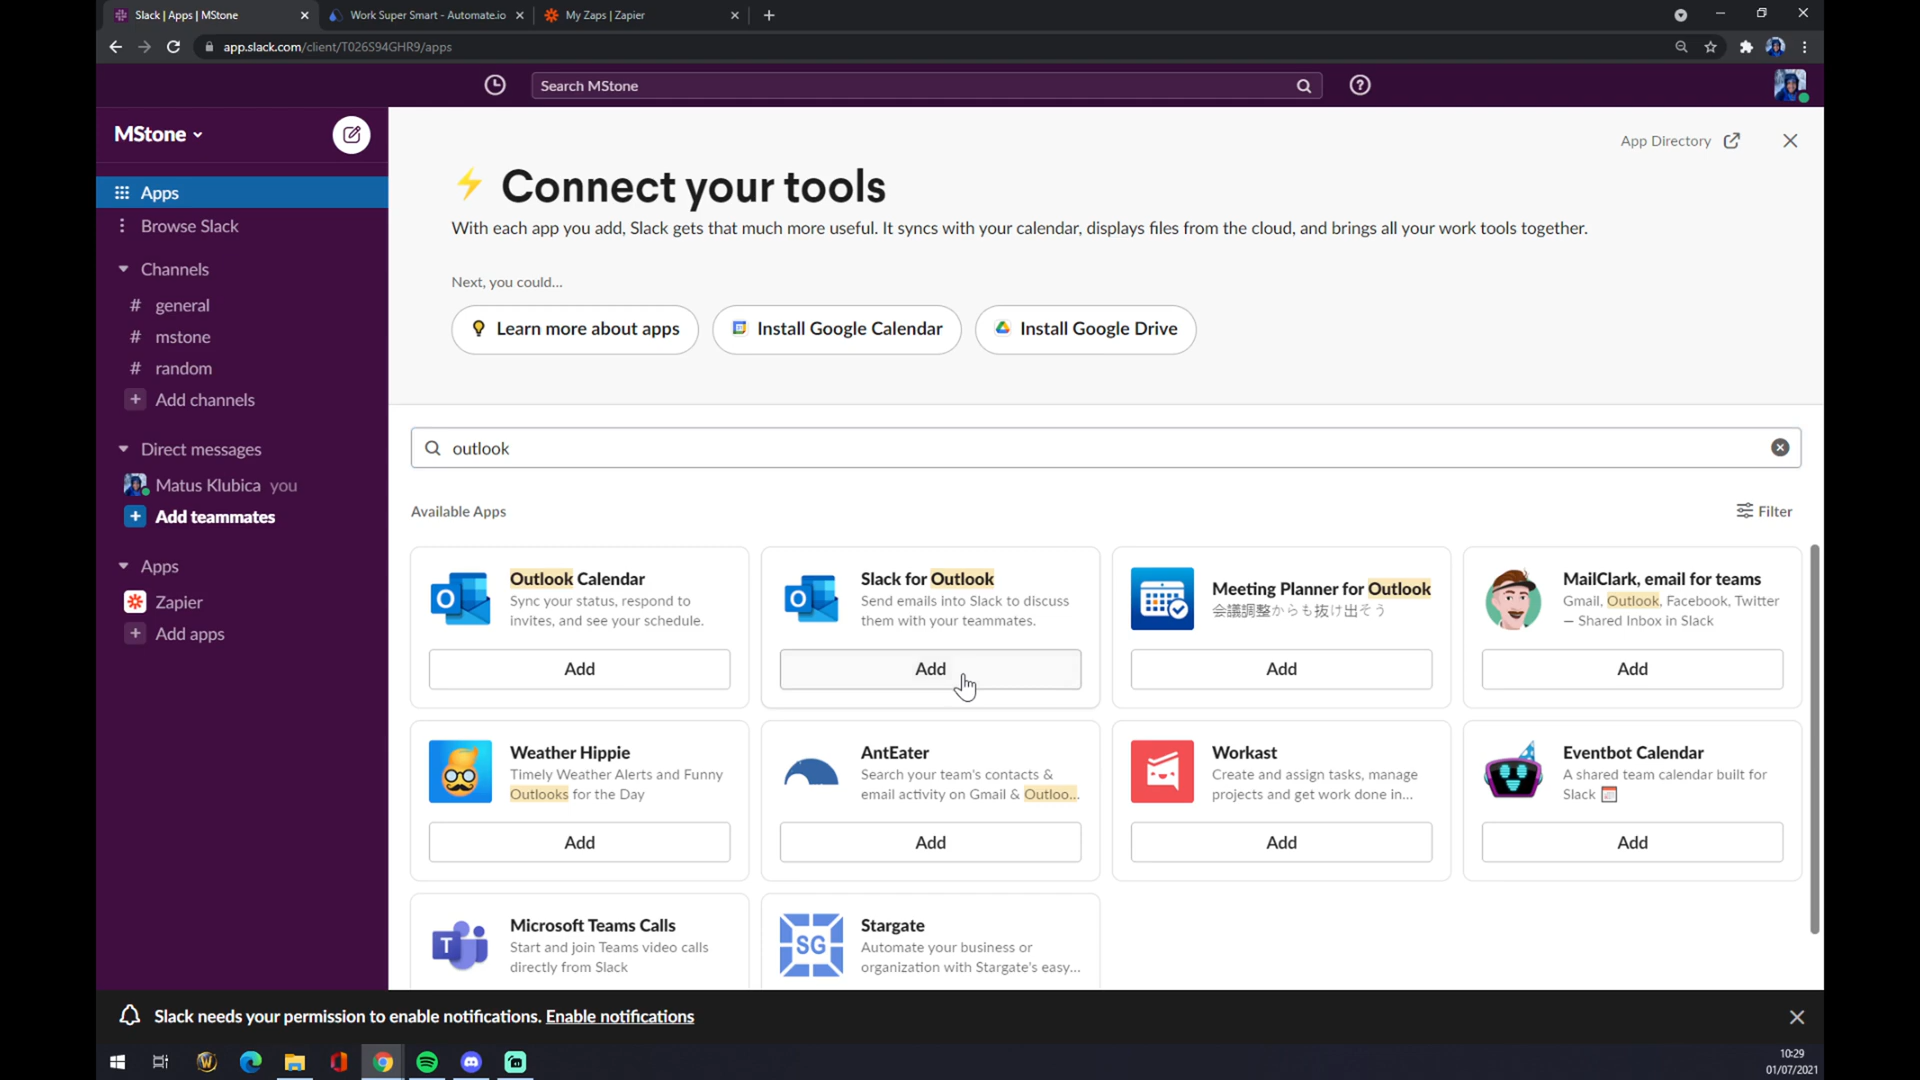 Slack | Apps | MStone
Work Super Smart - Automate.io
My Zaps | Zapier
app.slack.com/client/T026S94GHR9/apps
Search MStone
MStone
Apps
Browse Slack
Channels
# general
# mstone
# random
+ Add channels
Direct messages
Matus Klubica you
+ Add teammates
Apps
Zapier
+ Add apps
App Directory
Connect your tools
With each app you add, Slack gets that much more useful. It syncs with your calendar, displays files from the cloud, and brings all your work tools together.
Next, you could...
Learn more about apps
Install Google Calendar
Install Google Drive
outlook
Available Apps
Filter
Outlook Calendar
Sync your status, respond to
invites, and see your schedule.
Add
Slack for Outlook
Send emails into Slack to discuss
them with your teammates.
Add
Meeting Planner for Outlook
会議調整からも抜け出そう
Add
MailClark, email for teams
Gmail, Outlook, Facebook, Twitter
— Shared Inbox in Slack
Add
Weather Hippie
Timely Weather Alerts and Funny
Outlooks for the Day
Add
AntEater
Search your team's contacts &
email activity on Gmail & Outloo...
Add
Workast
Create and assign tasks, manage
projects and get work done in...
Add
Eventbot Calendar
A shared team calendar built for
Slack
Add
Microsoft Teams Calls
Start and join Teams video calls
directly from Slack
SG
Stargate
Automate your business or
organization with Stargate's easy...
Slack needs your permission to enable notifications. Enable notifications
10:29
01/07/2021